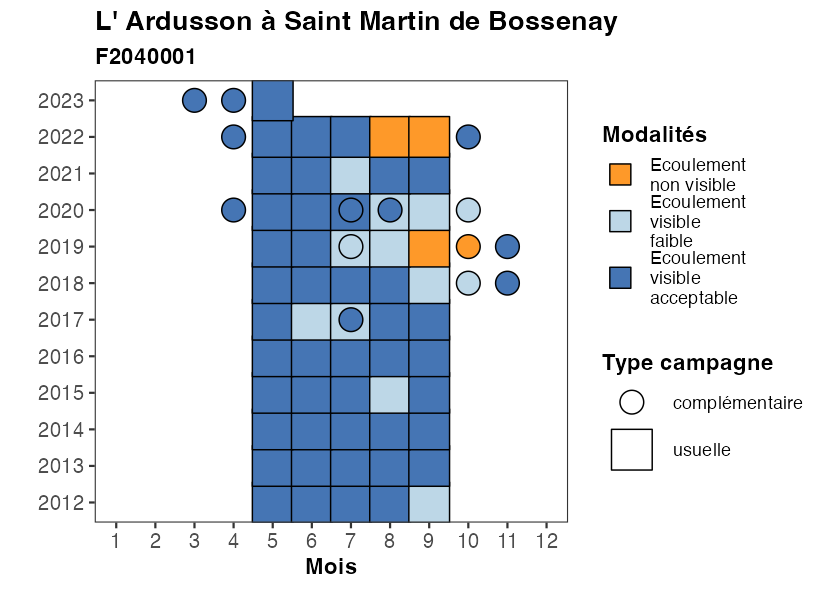 L' Ardusson à Saint Martin de Bossenay
F2040001
2023
2022
2021
2020
2019
2018
2017
2016
2015
2014
2013
2012
1 2 3 4 5 6 7 8 9 10 11 12
Mois
Modalités
Ecoulement
non visible
Ecoulement
visible
faible
Ecoulement
visible
acceptable
Type campagne
complémentaire
usuelle